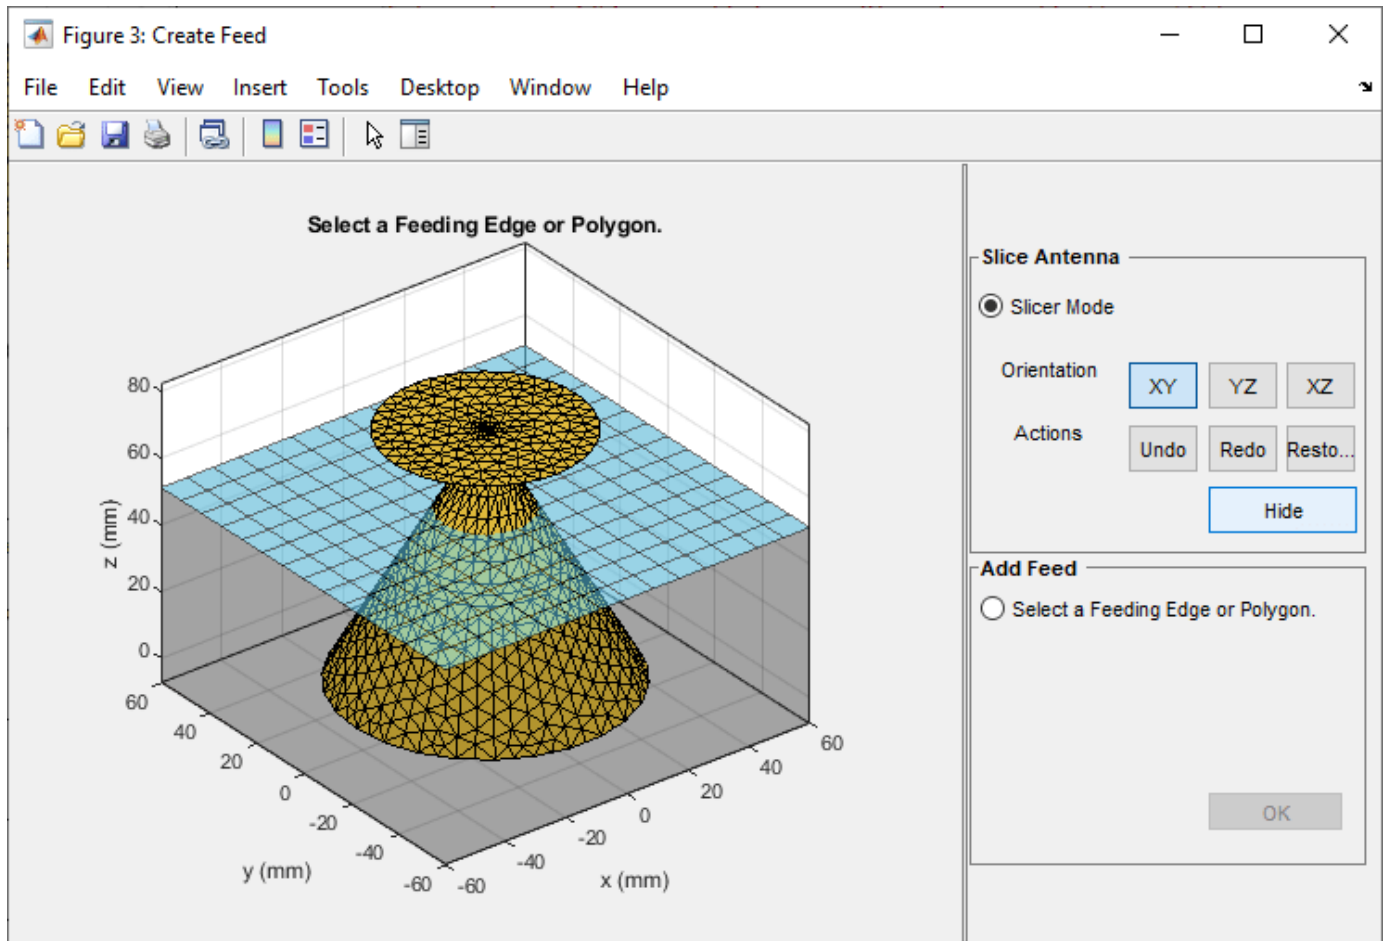 Figure 3: Create Feed
File Edit View Insert Tools Desktop Window Help
Select a Feeding Edge or Polygon.
80
60
40
20
0
z (mm)
60
40
20
0
-20
-40
-60
y (mm)
-60
-40
-20
0
20
40
60
x (mm)
Slice Antenna
Slicer Mode
Orientation XY YZ XZ
Actions Undo Redo Resto...
Hide
Add Feed
Select a Feeding Edge or Polygon.
OK